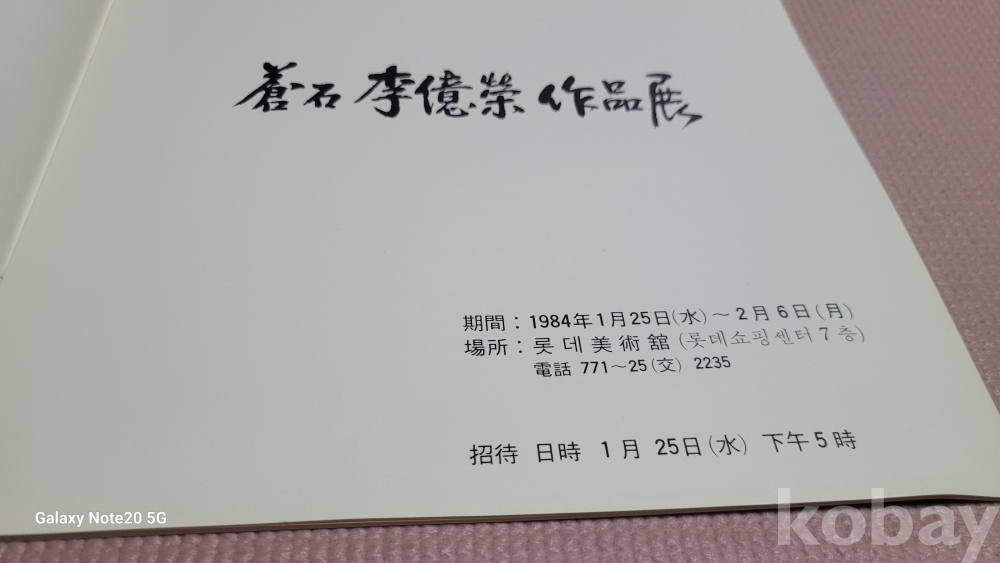 蒼石 李億榮 作品展
期間 : 1984年 1月 25日(水)～ 2月 6日(月)
場所 : 롯데美術舘 (롯데쇼핑센터 7층)
電話 771～25 (交) 2235
招待 日時 1月 25日(水) 下午 5時
Galaxy Note20 5G
kobay